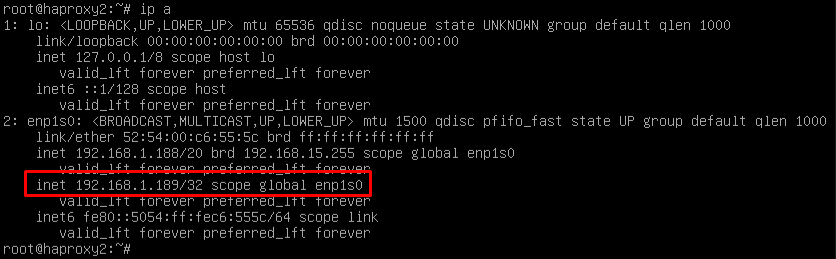 root@haproxy2:~# ip a
1: lo: <LOOPBACK,UP,LOWER_UP> mtu 65536 qdisc noqueue state UNKNOWN group default qlen 1000
    link/loopback 00:00:00:00:00:00 brd 00:00:00:00:00:00
    inet 127.0.0.1/8 scope host lo
       valid_lft forever preferred_lft forever
    inet6 ::1/128 scope host
       valid_lft forever preferred_lft forever
2: enp1s0: <BROADCAST,MULTICAST,UP,LOWER_UP> mtu 1500 qdisc pfifo_fast state UP group default qlen 1000
    link/ether 52:54:00:c6:55:5c brd ff:ff:ff:ff:ff:ff
    inet 192.168.1.188/20 brd 192.168.15.255 scope global enp1s0
       valid_lft forever preferred_lft forever
    inet 192.168.1.189/32 scope global enp1s0
       valid_lft forever preferred_lft forever
    inet6 fe80::5054:ff:fec6:555c/64 scope link
       valid_lft forever preferred_lft forever
root@haproxy2:~#